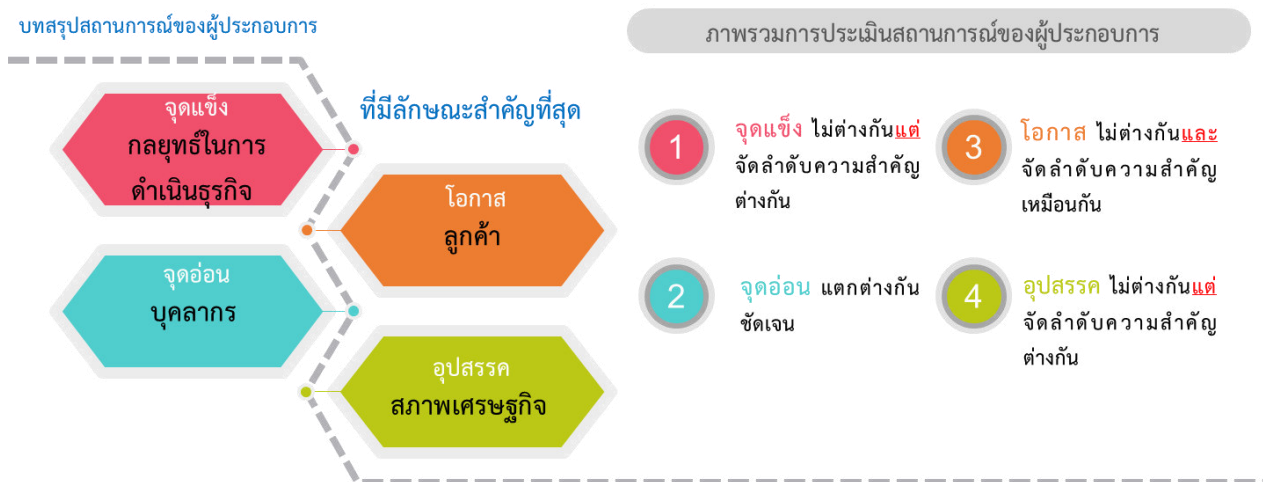 บทสรุปสถานการณ์ของผู้ประกอบการ
ที่มีลักษณะสำคัญที่สุด
จุดแข็ง
กลยุทธ์ในการ
ดำเนินธุรกิจ
โอกาส
ลูกค้า
จุดอ่อน
บุคลากร
อุปสรรค
สภาพเศรษฐกิจ
ภาพรวมการประเมินสถานการณ์ของผู้ประกอบการ
1
จุดแข็ง ไม่ต่างกันแต่
จัดลำดับความสำคัญ
ต่างกัน
2
จุดอ่อน แตกต่างกัน
ชัดเจน
3
โอกาส ไม่ต่างกันและ
จัดลำดับความสำคัญ
เหมือนกัน
4
อุปสรรค ไม่ต่างกันแต่
จัดลำดับความสำคัญ
ต่างกัน